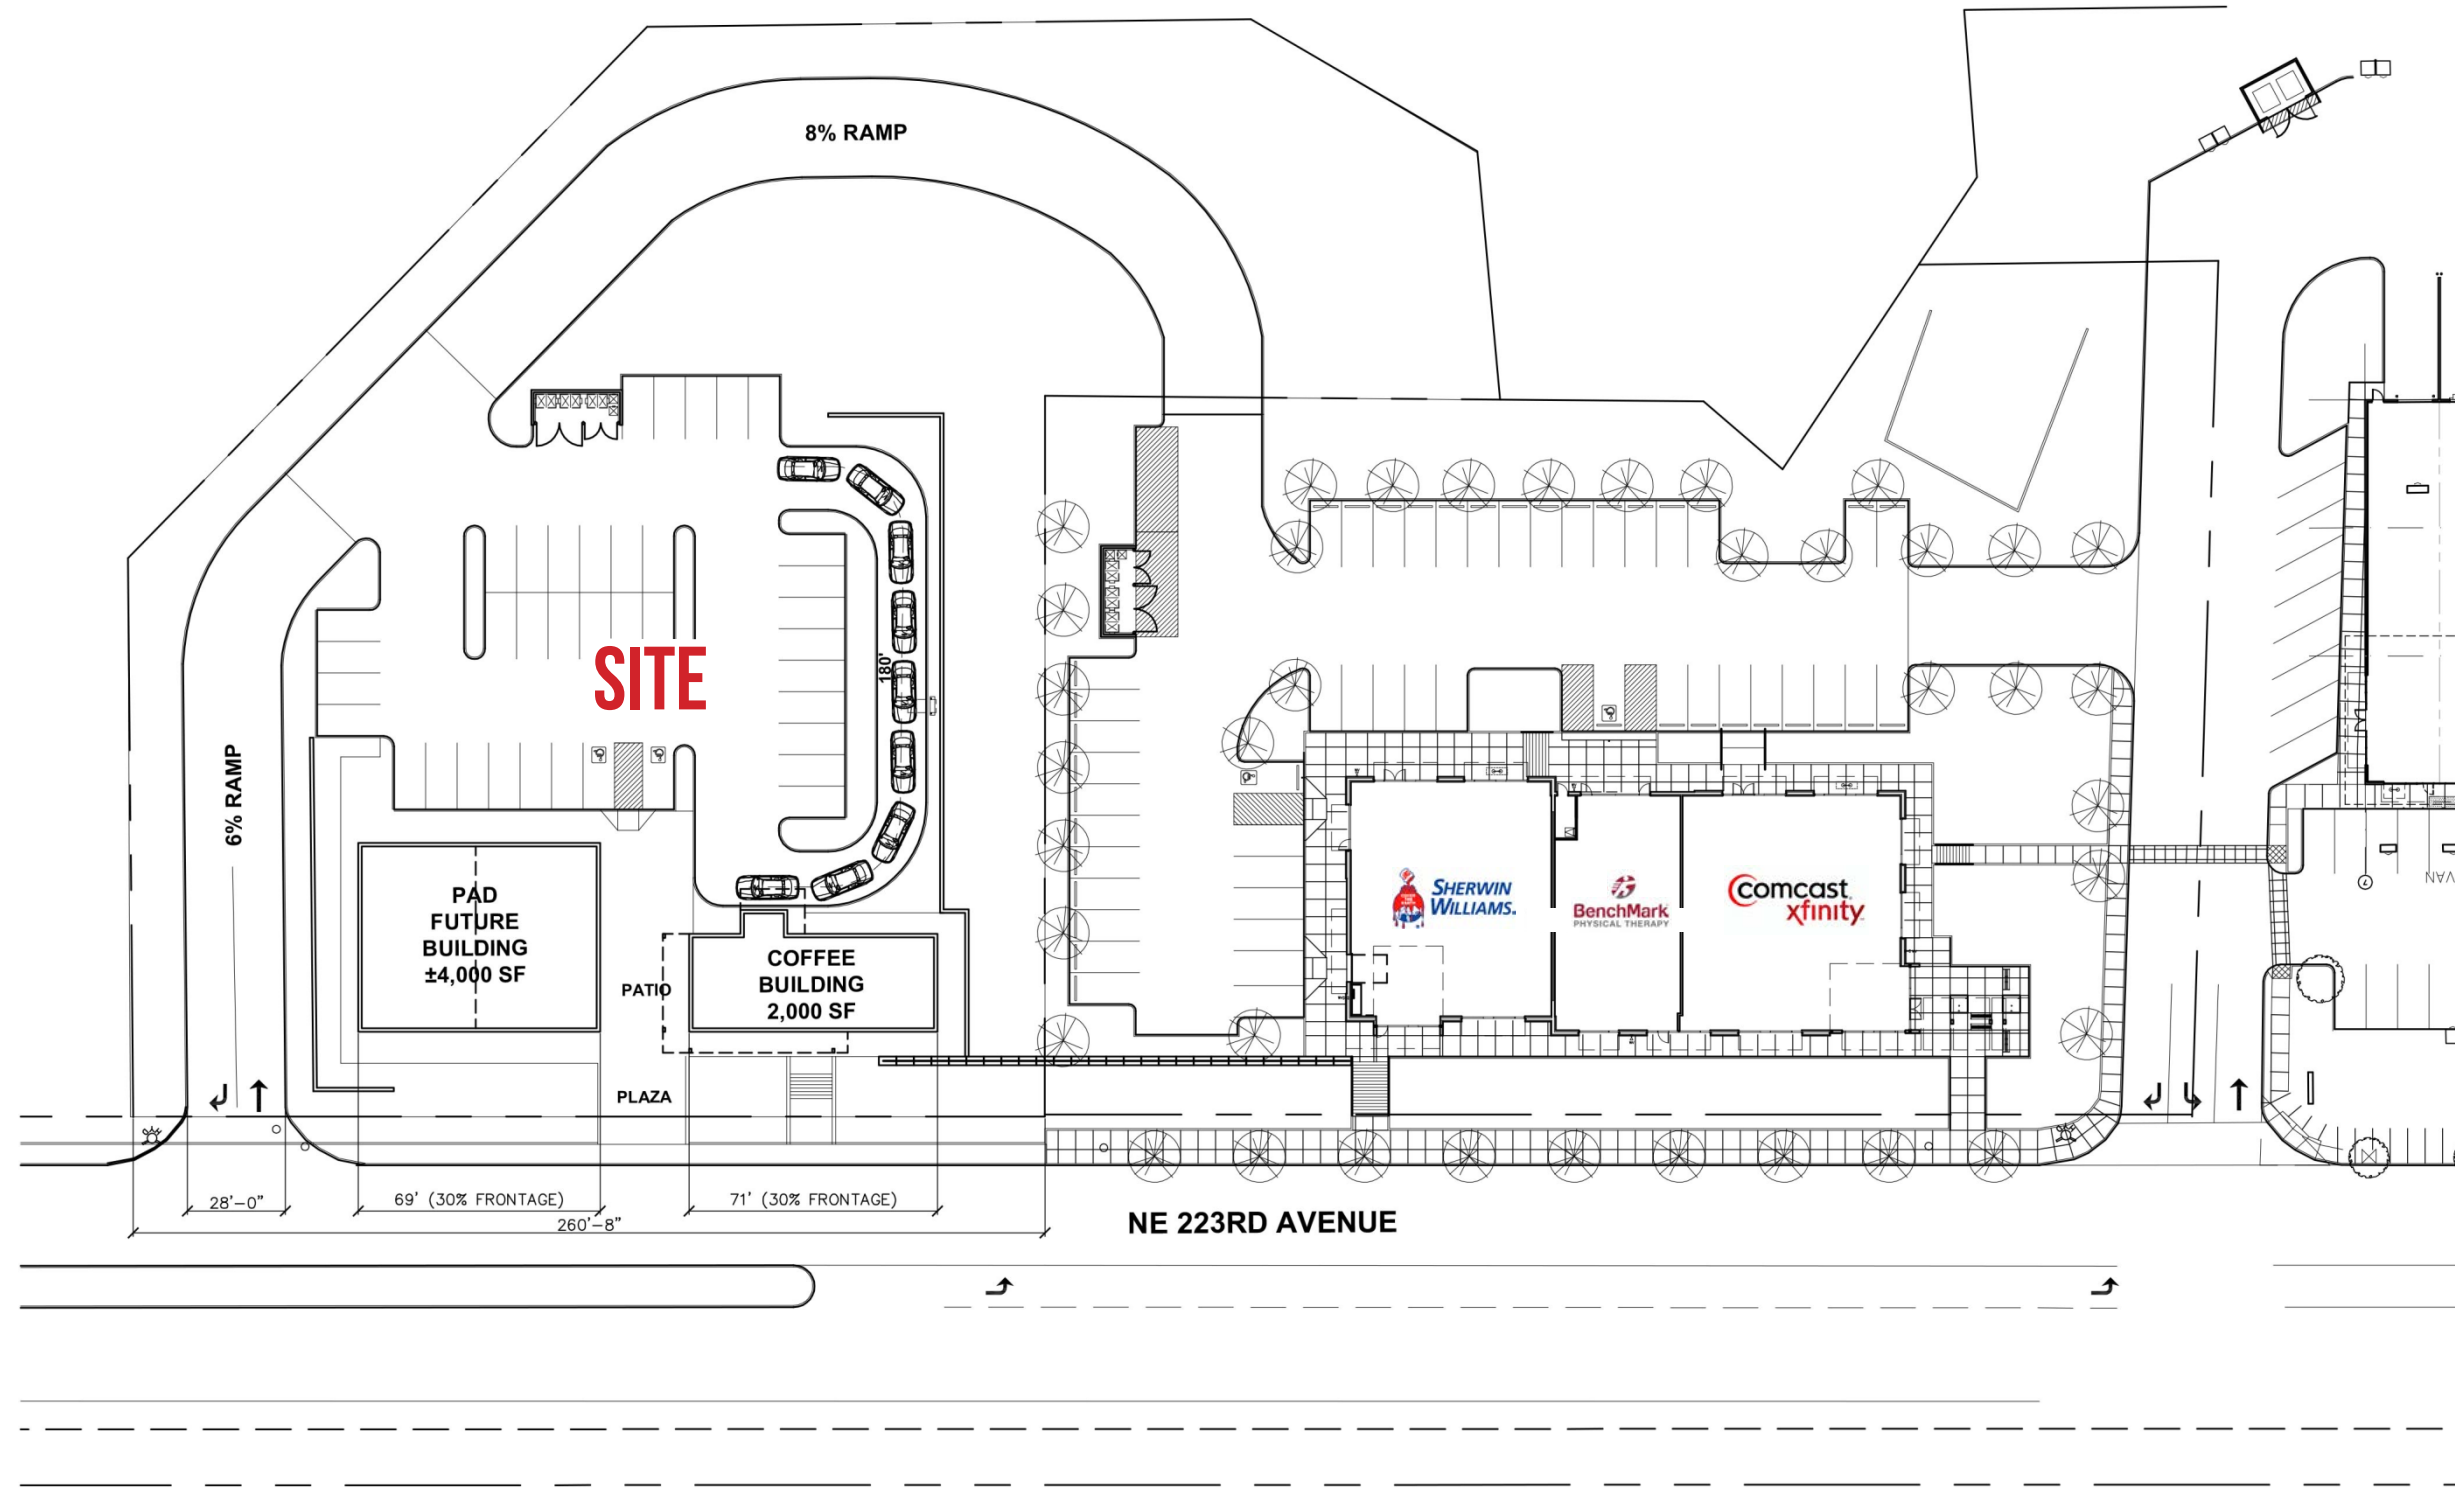 8% RAMP
SITE
180'
6% RAMP
PAD
FUTURE
BUILDING
±4,000 SF
PATIO
COFFEE
BUILDING
2,000 SF
SHERWIN
WILLIAMS.
BenchMark
PHYSICAL THERAPY
comcast
xfinity
VAN
PLAZA
28'-0"
69' (30% FRONTAGE)
71' (30% FRONTAGE)
260'-8"
NE 223RD AVENUE